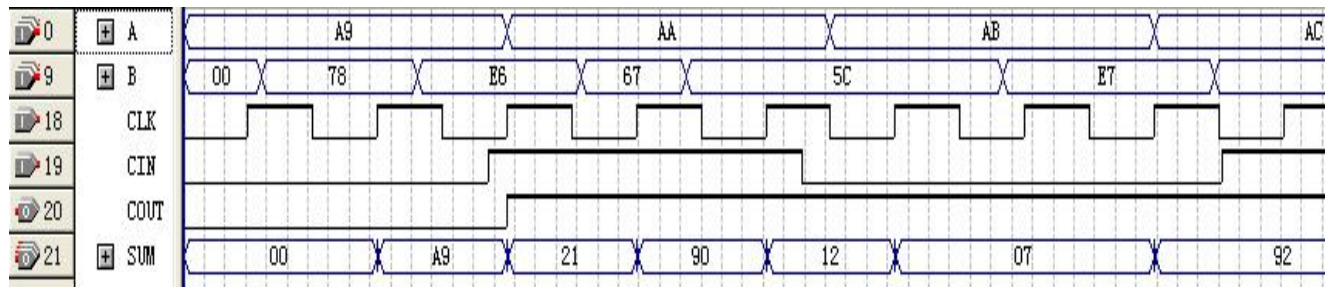 0 A A9 AA AB AC
9 B 00 78 E6 67 5C E7
18 CLK
19 CIN
20 COUT
21 SUM 00 A9 21 90 12 07 92